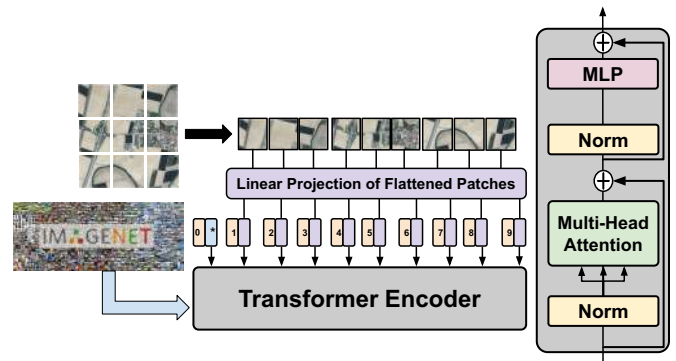 MLP
Norm
Multi-Head
Attention
Norm
Linear Projection of Flattened Patches
0 * 1 2 3 4 5 6 7 8 9
IMAGENET
Transformer Encoder